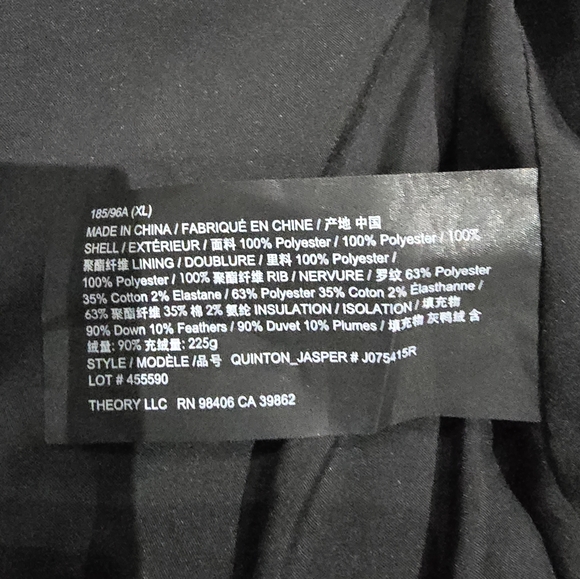 185/96A (XL)
MADE IN CHINA / FABRIQUÉ EN CHINE / 产地 中国
SHELL / EXTÉRIEUR / 面料 100% Polyester / 100% Polyester / 100%
聚酯纤维 LINING / DOUBLURE / 里料 100% Polyester /
100% Polyester / 100% 聚酯纤维 RIB / NERVURE / 罗纹 63% Polyester
35% Cotton 2% Elastane / 63% Polyester 35% Coton 2% Élasthanne /
63% 聚酯纤维 35% 棉 2% 氨纶 INSULATION / ISOLATION / 填充物
90% Down 10% Feathers / 90% Duvet 10% Plumes / 填充物 灰鸭绒 含
绒量: 90% 充绒量: 225g
STYLE / MODÈLE /品号 QUINTON_JASPER # J075415R
LOT # 455590
THEORY LLC RN 98406 CA 39862